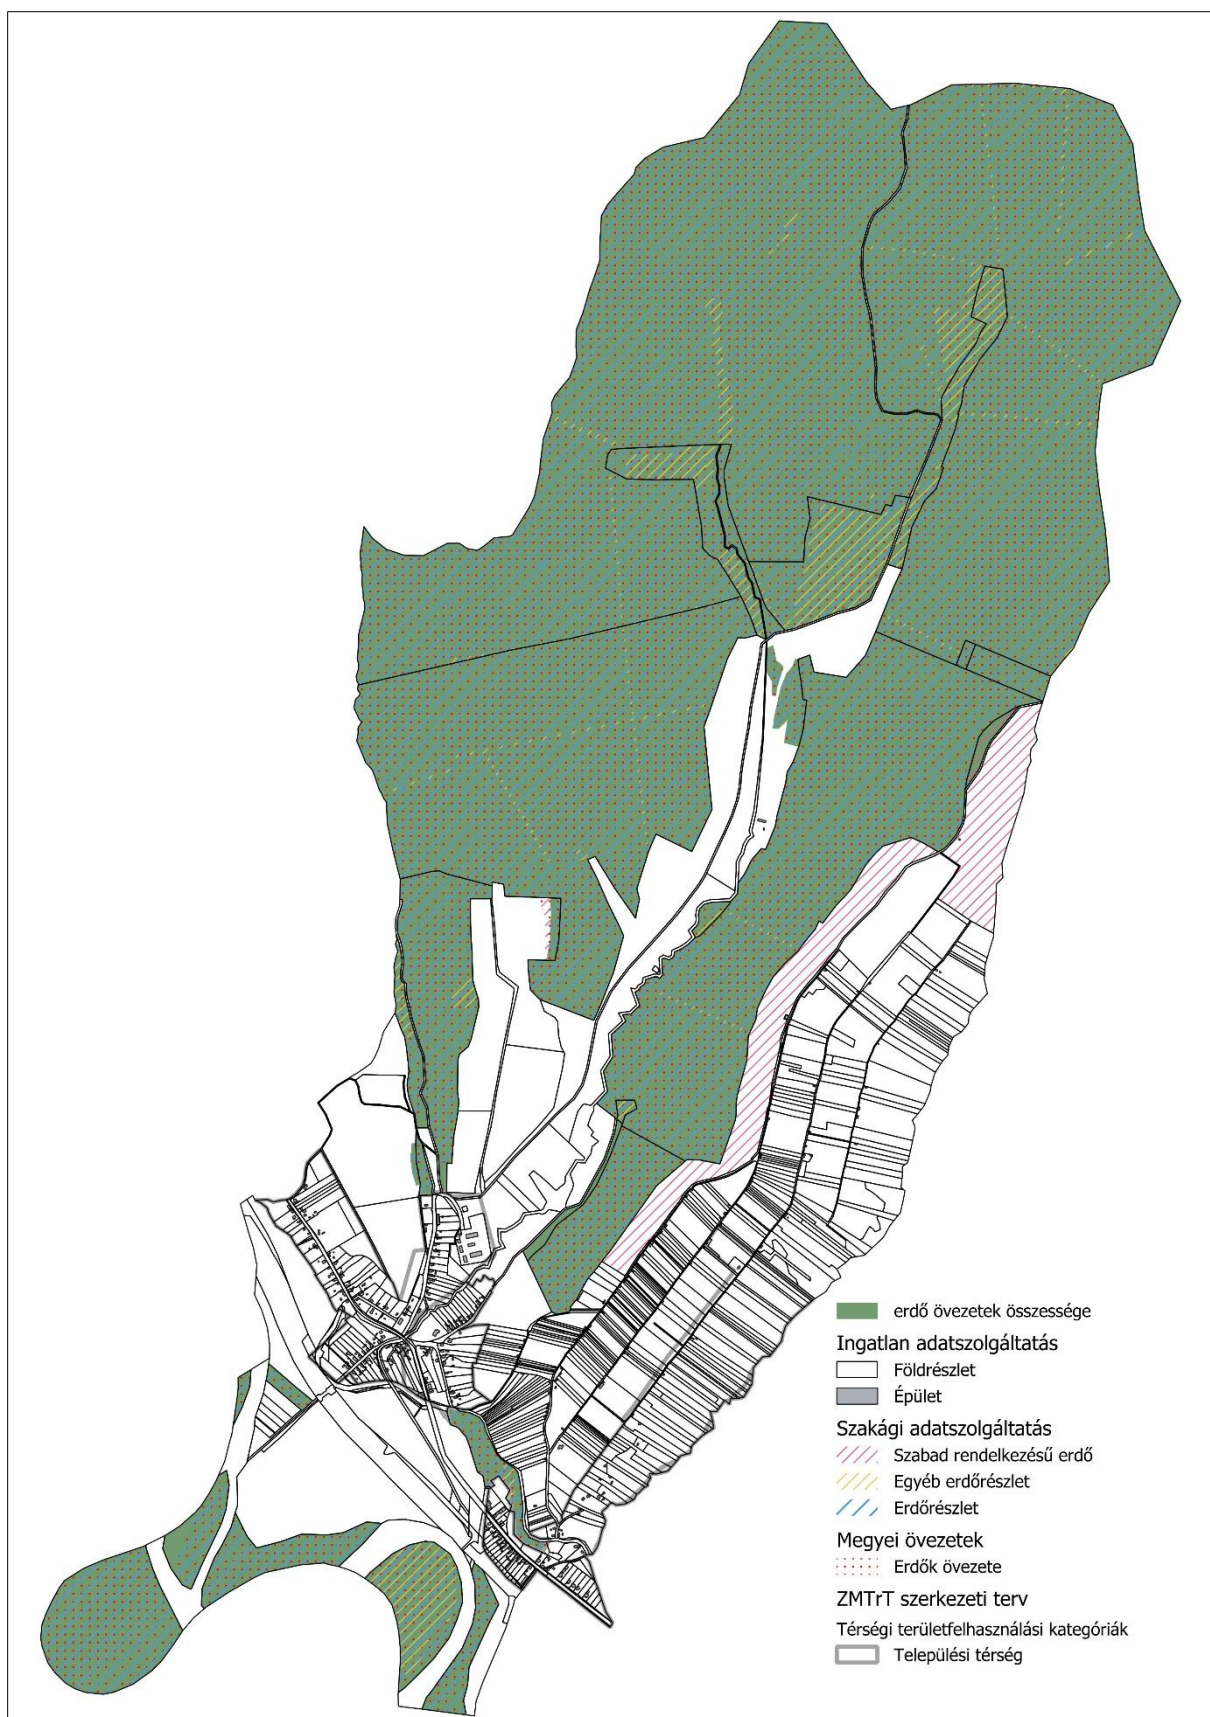 erdő övezetek összessége
Ingatlan adatszolgáltatás
Földrészlet
Épület
Szakági adatszolgáltatás
Szabad rendelkezésű erdő
Egyéb erdőrészlet
Erdőrészlet
Megyei övezetek
Erdők övezete
ZMTrT szerkezeti terv
Térségi területfelhasználási kategóriák
Települési térség